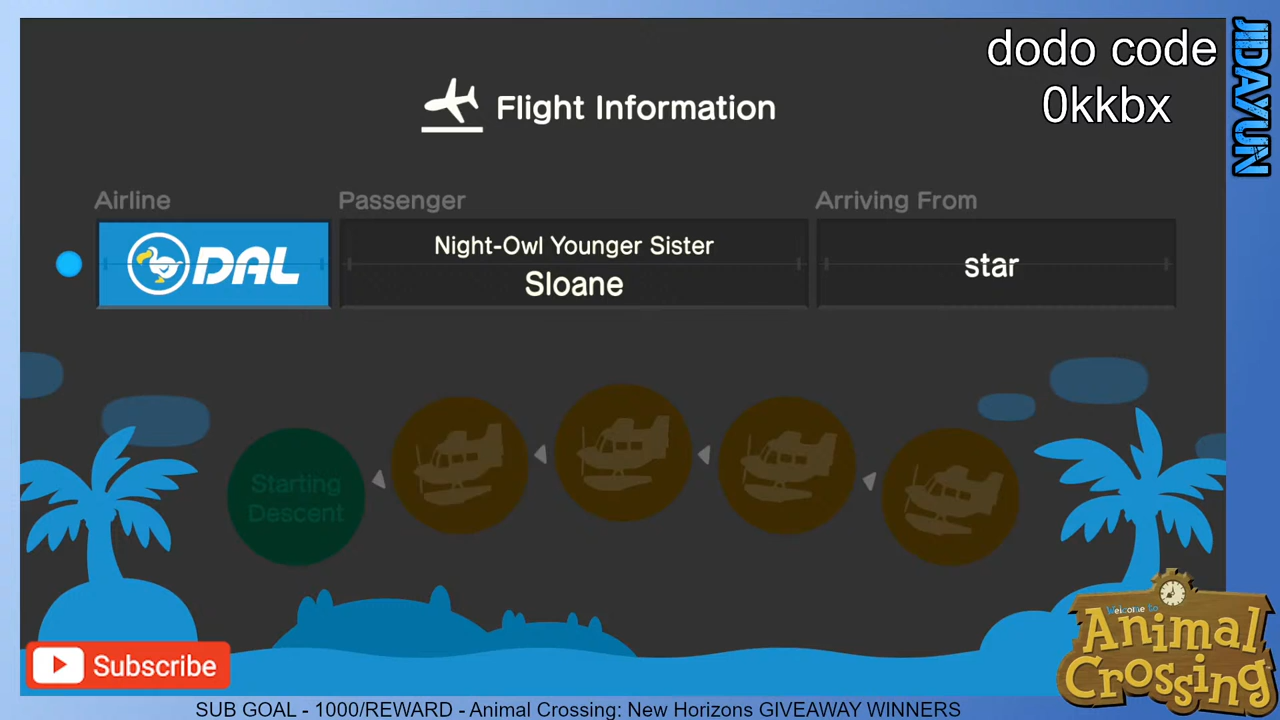 dodo code
0kkbx
JIDAVUN
Flight Information
Airline
Passenger
Arriving From
DAL
Night-Owl Younger Sister
Sloane
star
Starting
Descent
Subscribe
Welcome to
Animal
Crossing
SUB GOAL - 1000/REWARD - Animal Crossing: New Horizons GIVEAWAY WINNERS